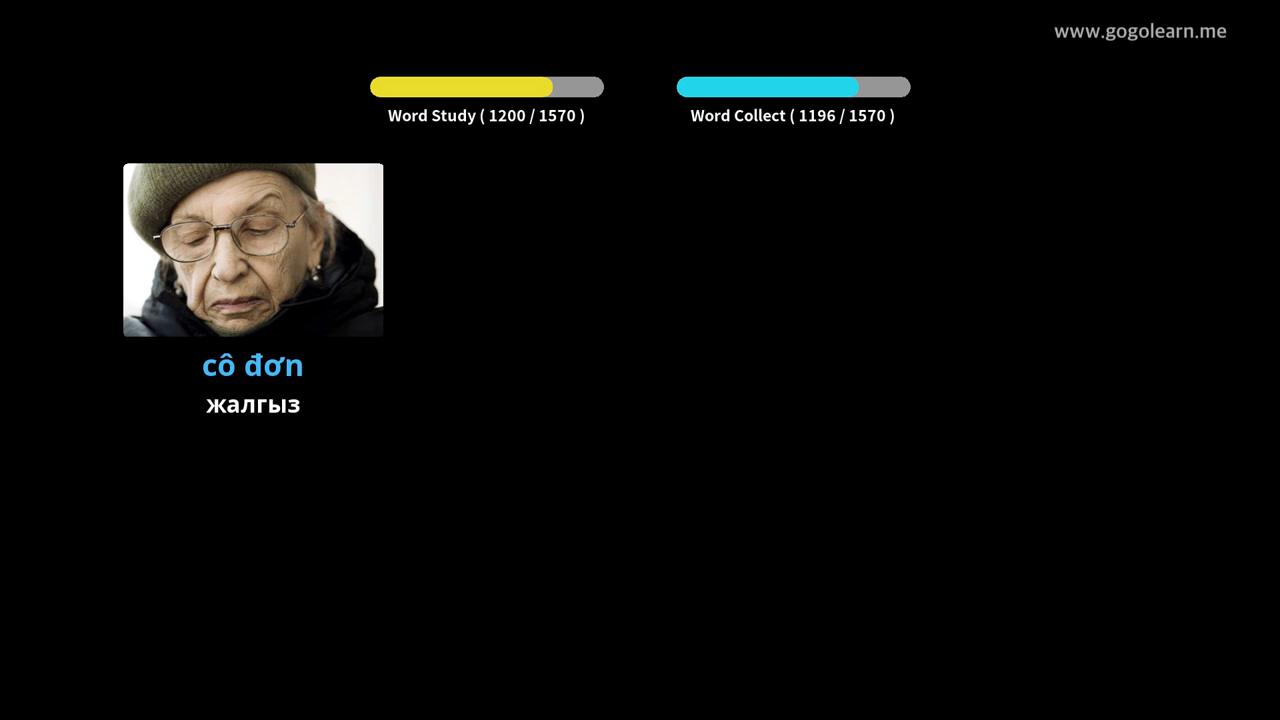 www.gogolearn.me
Word Study ( 1200 / 1570 )
Word Collect ( 1196 / 1570 )
cô đơn
жалгыз